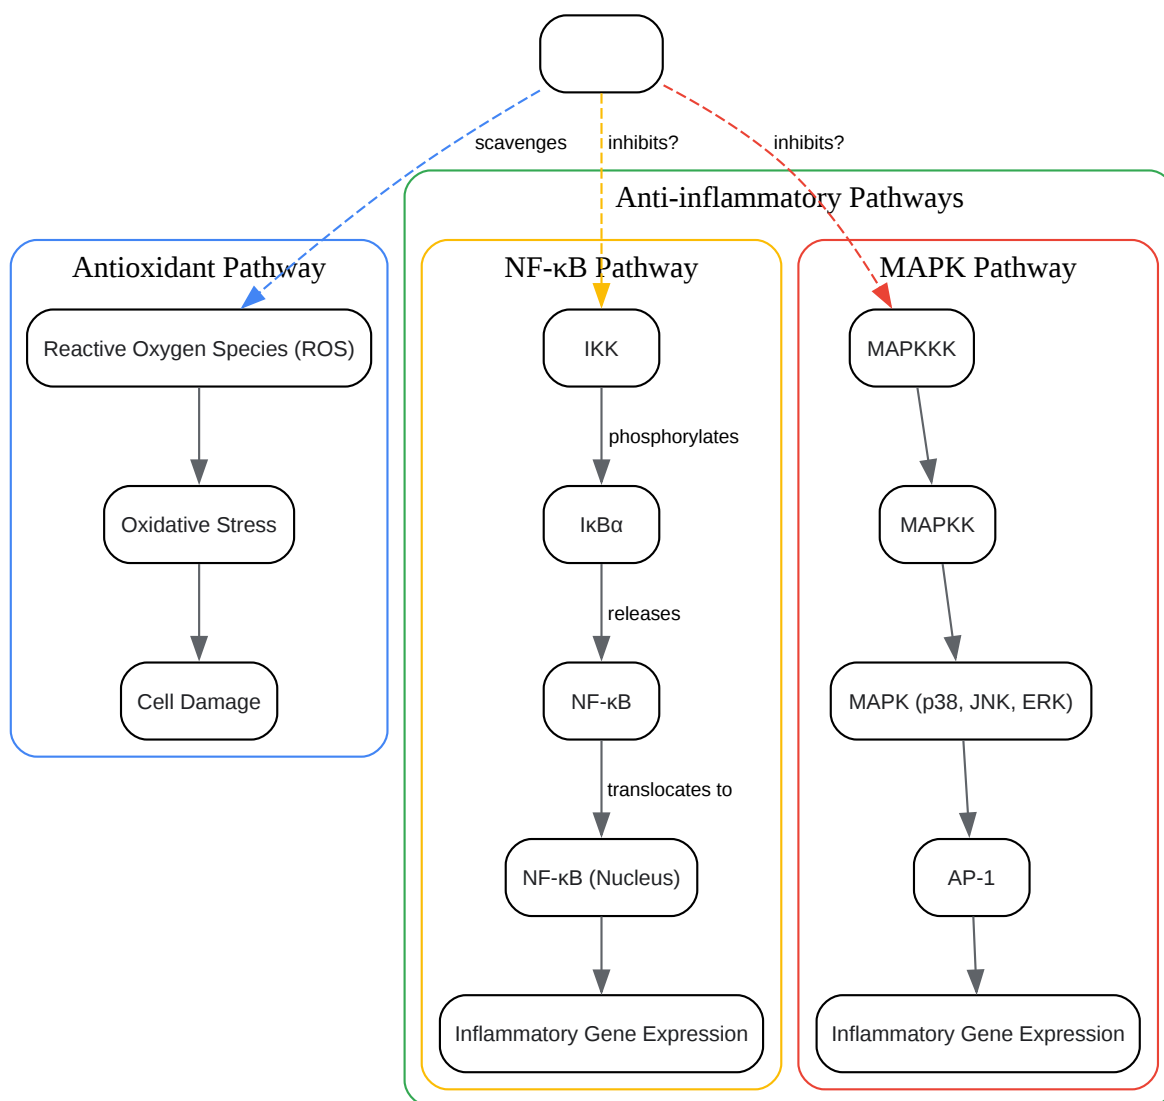 scavenges
inhibits?
inhibits?
Anti-inflammatory Pathways
Antioxidant Pathway
NF-κB Pathway
MAPK Pathway
Reactive Oxygen Species (ROS)
IKK
MAPKKK
phosphorylates
Oxidative Stress
IκBα
MAPKK
releases
Cell Damage
NF-κB
MAPK (p38, JNK, ERK)
translocates to
NF-κB (Nucleus)
AP-1
Inflammatory Gene Expression
Inflammatory Gene Expression